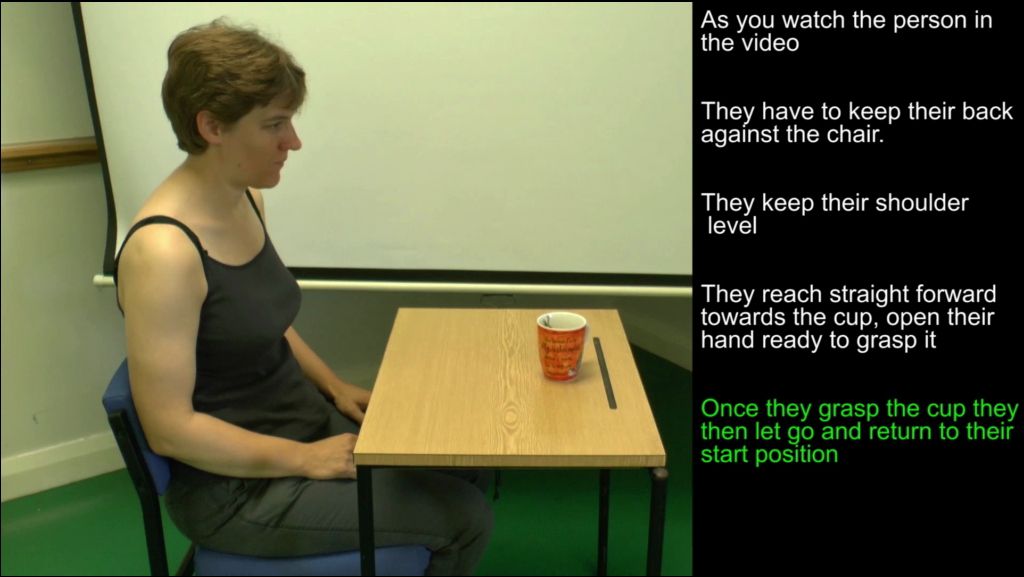 As you watch the person in
the video
They have to keep their back
against the chair.
They keep their shoulder
level
They reach straight forward
towards the cup, open their
hand ready to grasp it
Once they grasp the cup they
then let go and return to their
start position